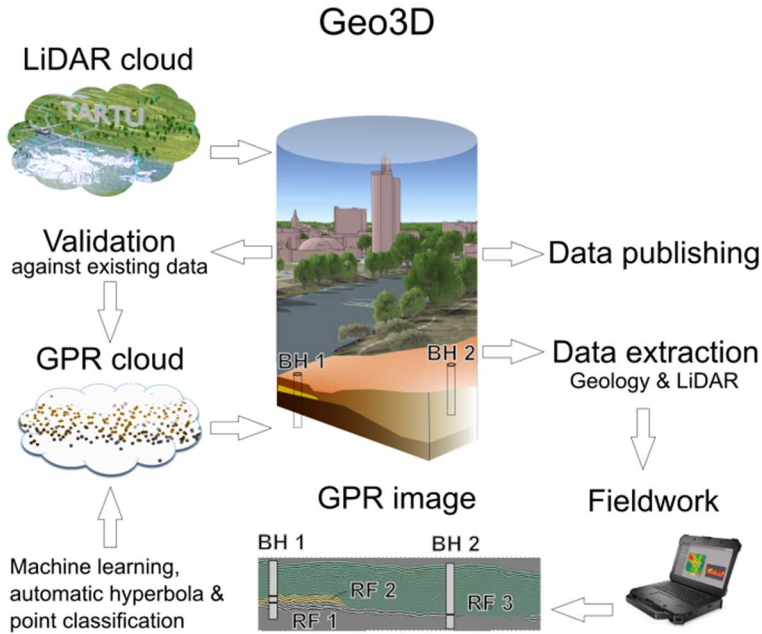 Geo3D
LiDAR cloud
TARTU
Validation
against existing data
Data publishing
GPR cloud
BH 1
BH 2
Data extraction
Geology & LiDAR
GPR image
Fieldwork
Machine learning,
automatic hyperbola &
point classification
BH 1
BH 2
RF 2
RF 1
RF 3